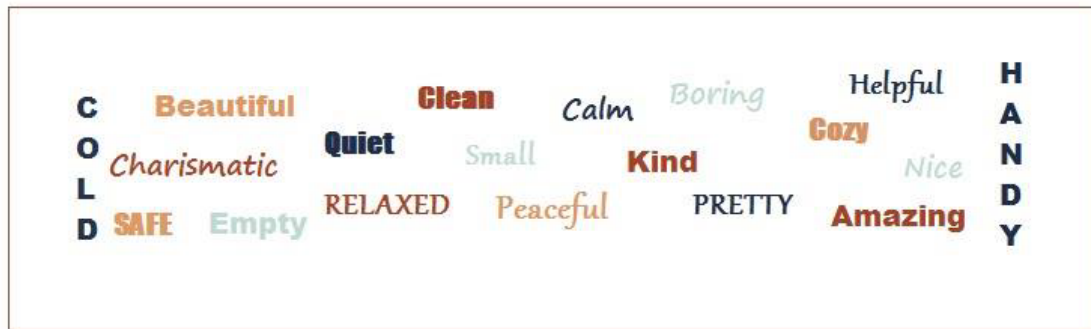 COLD
Beautiful
Clean
Calm
Boring
Helpful
HANDY
Charismatic
Quiet
Small
Kind
Cozy
Nice
SAFE
Empty
RELAXED
Peaceful
PRETTY
Amazing